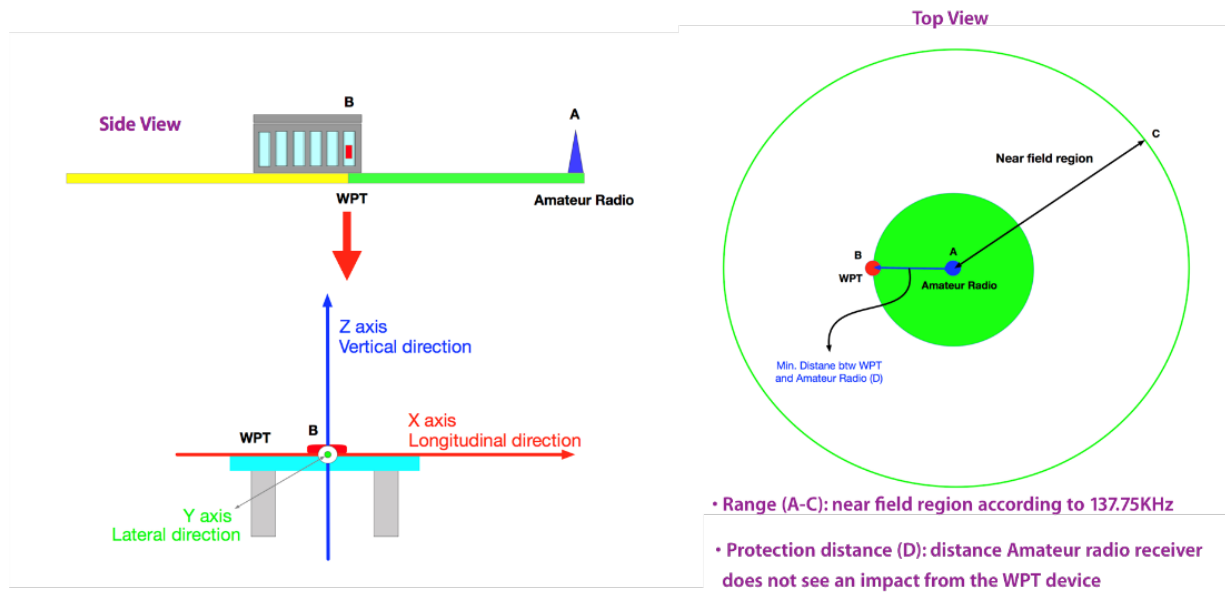 Side View
B
A
WPT
Amateur Radio
Z axis
Vertical direction
X axis
Longitudinal direction
WPT
B
Y axis
Lateral direction
Top View
C
Near field region
A
B
WPT
Amateur Radio
Min. Distane btw WPT
and Amateur Radio (D)
• Range (A-C): near field region according to 137.75KHz
• Protection distance (D): distance Amateur radio receiver
does not see an impact from the WPT device